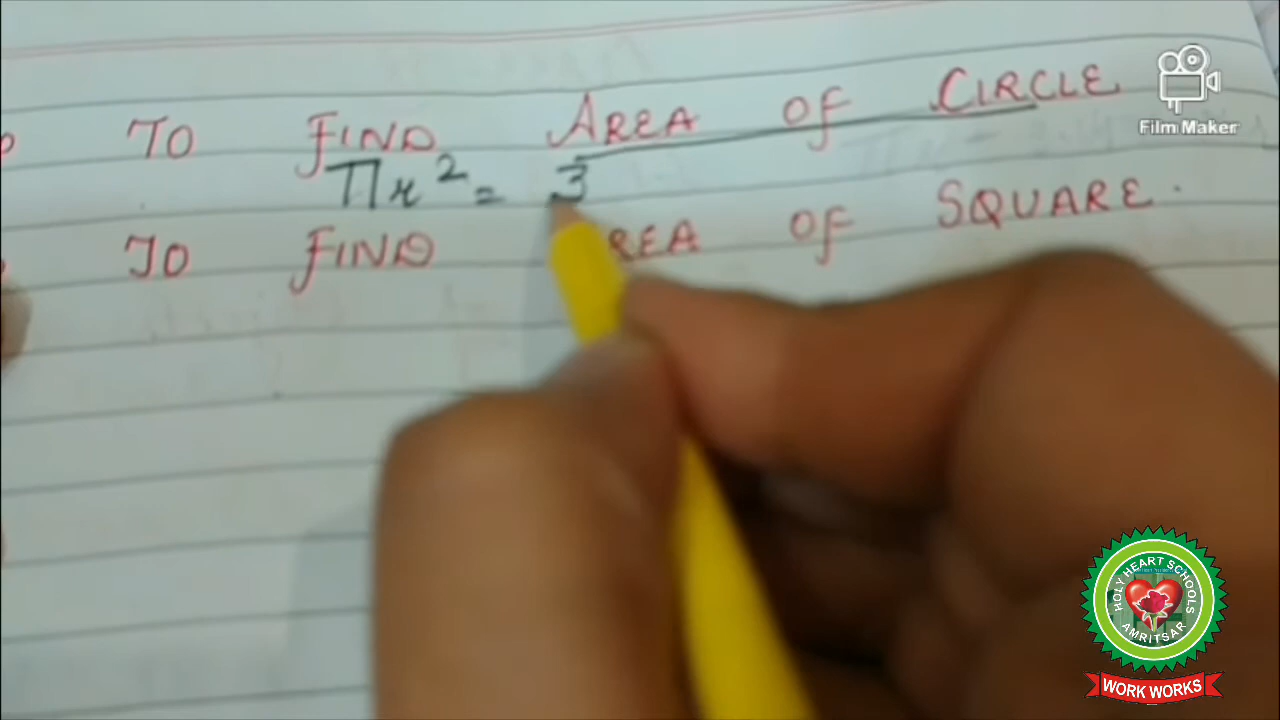 TO FIND AREA OF CIRCLE
πr² = 3
TO FIND AREA OF SQUARE.
Film Maker
HOLY HEART SCHOOLS
AMRITSAR
WORK WORKS